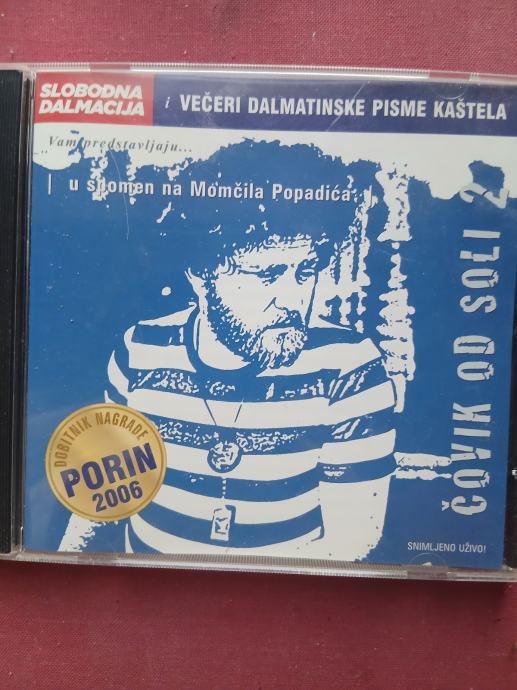 SLOBODNA
DALMACIJA
i VEČERI DALMATINSKE PISME KAŠTELA
Vam predstavljaju...
| u spomen na Momčila Popadića |
ČOVIK OD SOLI 2
DOBITNIK NAGRADE
PORIN
2006
SNIMLJENO UŽIVO!